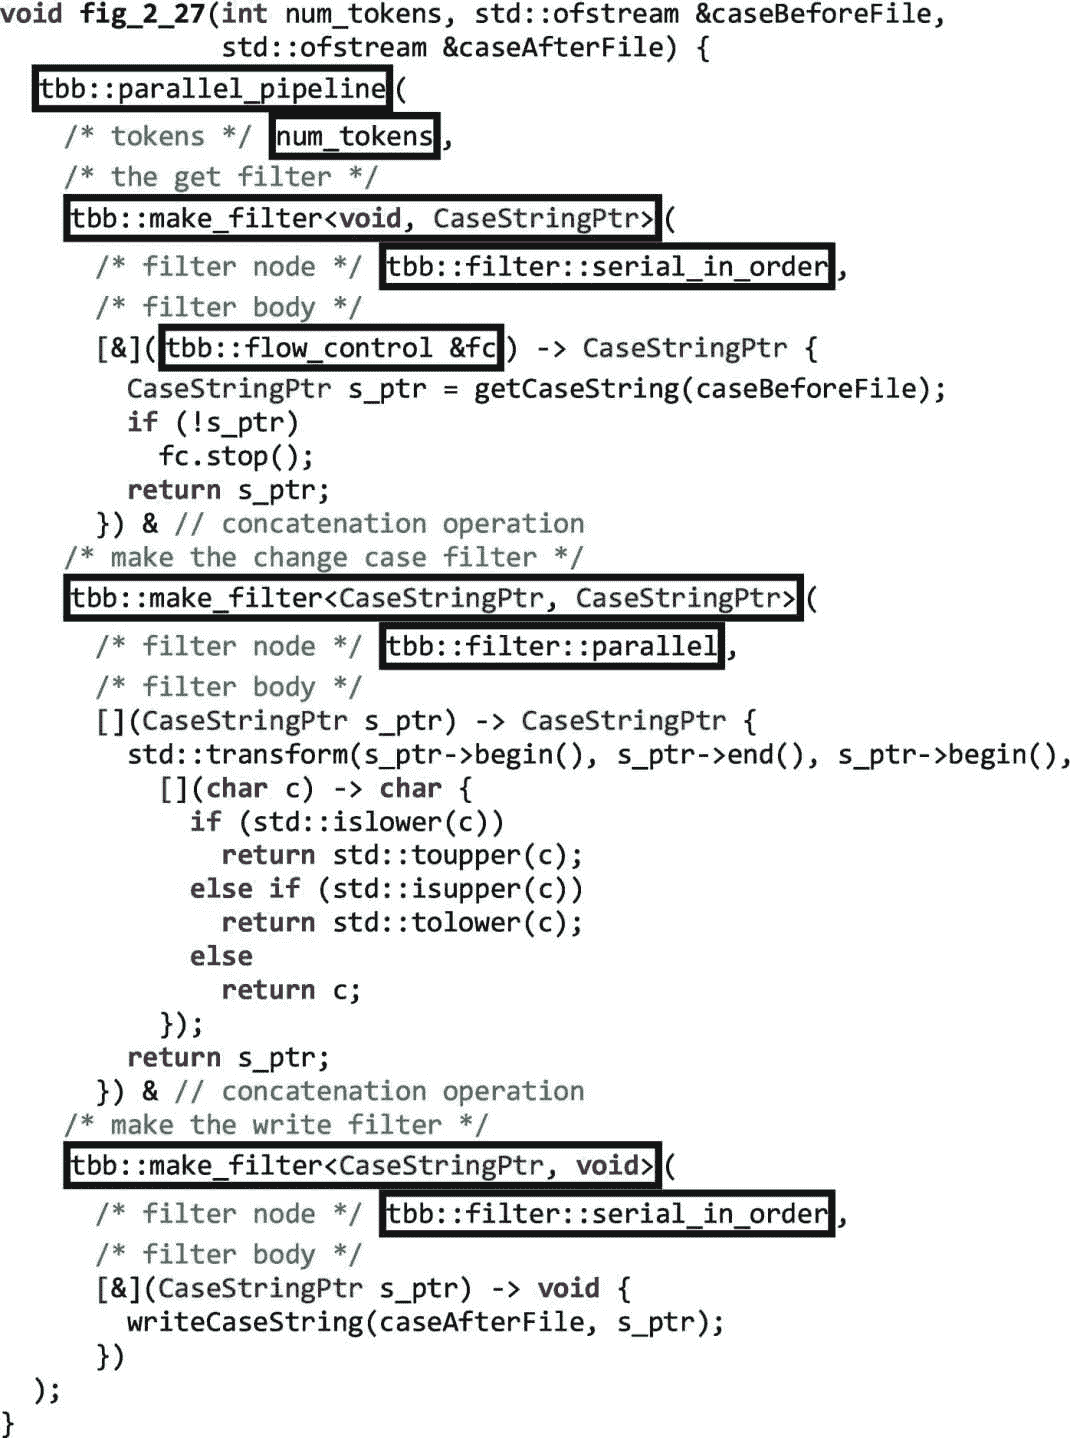 void fig_2_27(int num_tokens, std::ofstream &caseBeforeFile,
              std::ofstream &caseAfterFile) {
  tbb::parallel_pipeline(
    /* tokens */ num_tokens,
    /* the get filter */
    tbb::make_filter<void, CaseStringPtr>(
      /* filter node */ tbb::filter::serial_in_order,
      /* filter body */
      [&](tbb::flow_control &fc) -> CaseStringPtr {
        CaseStringPtr s_ptr = getCaseString(caseBeforeFile);
        if (!s_ptr)
          fc.stop();
        return s_ptr;
      }) & // concatenation operation
    /* make the change case filter */
    tbb::make_filter<CaseStringPtr, CaseStringPtr>(
      /* filter node */ tbb::filter::parallel,
      /* filter body */
      [](CaseStringPtr s_ptr) -> CaseStringPtr {
        std::transform(s_ptr->begin(), s_ptr->end(), s_ptr->begin(),
          [](char c) -> char {
            if (std::islower(c))
              return std::toupper(c);
            else if (std::isupper(c))
              return std::tolower(c);
            else
              return c;
          });
        return s_ptr;
      }) & // concatenation operation
    /* make the write filter */
    tbb::make_filter<CaseStringPtr, void>(
      /* filter node */ tbb::filter::serial_in_order,
      /* filter body */
      [&](CaseStringPtr s_ptr) -> void {
        writeCaseString(caseAfterFile, s_ptr);
      })
  );
}